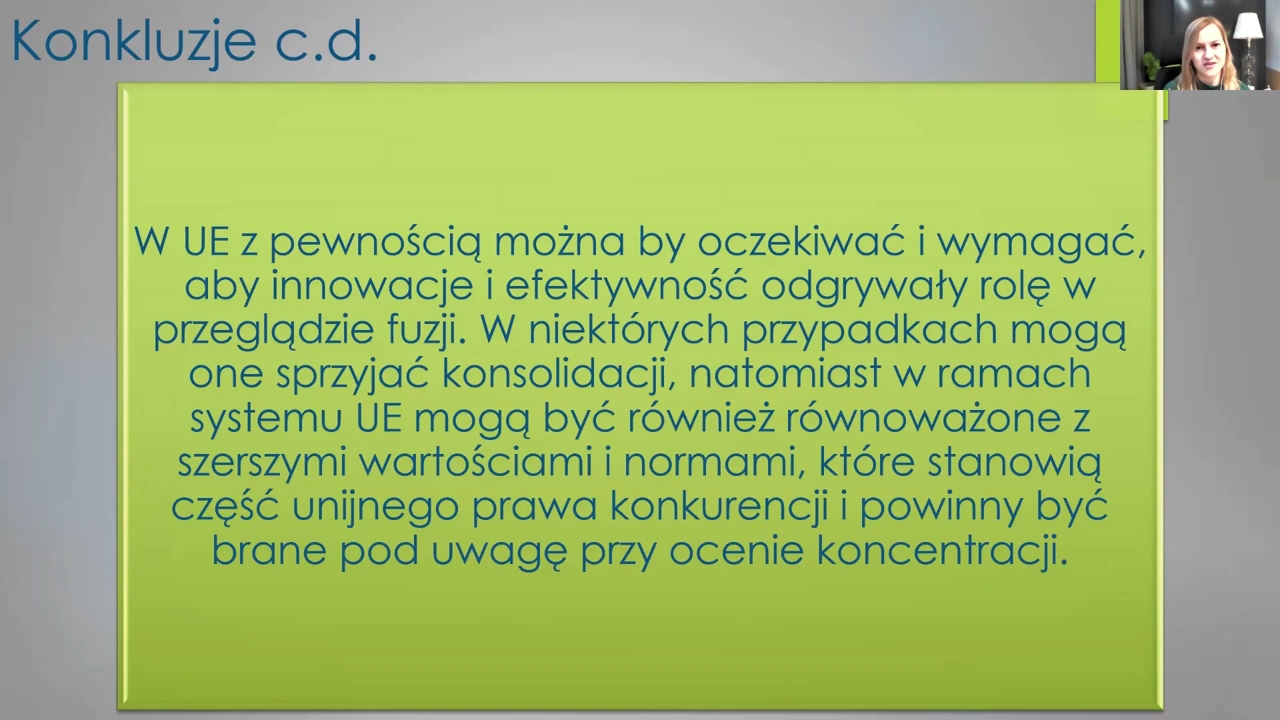 Konkluzje c.d.
W UE z pewnością można by oczekiwać i wymagać,
aby innowacje i efektywność odgrywały rolę w
przeglądzie fuzji. W niektórych przypadkach mogą
one sprzyjać konsolidacji, natomiast w ramach
systemu UE mogą być również równoważone z
szerszymi wartościami i normami, które stanowią
część unijnego prawa konkurencji i powinny być
brane pod uwagę przy ocenie koncentracji.